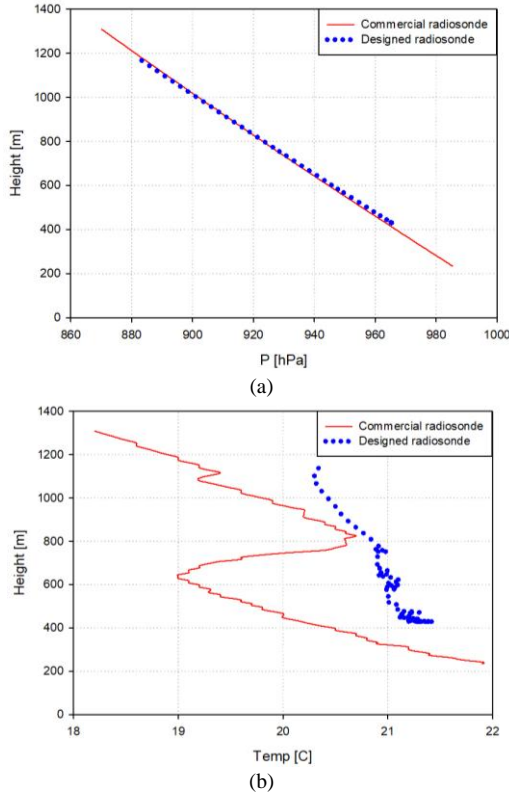 1400
1200
1000
800
600
400
200
0
Height [m]
Commercial radiosonde
Designed radiosonde
860 880 900 920 940 960 980 1000
P [hPa]
(a)
1400
1200
1000
800
600
400
200
0
Height [m]
Commercial radiosonde
Designed radiosonde
18 19 20 21 22
Temp [C]
(b)